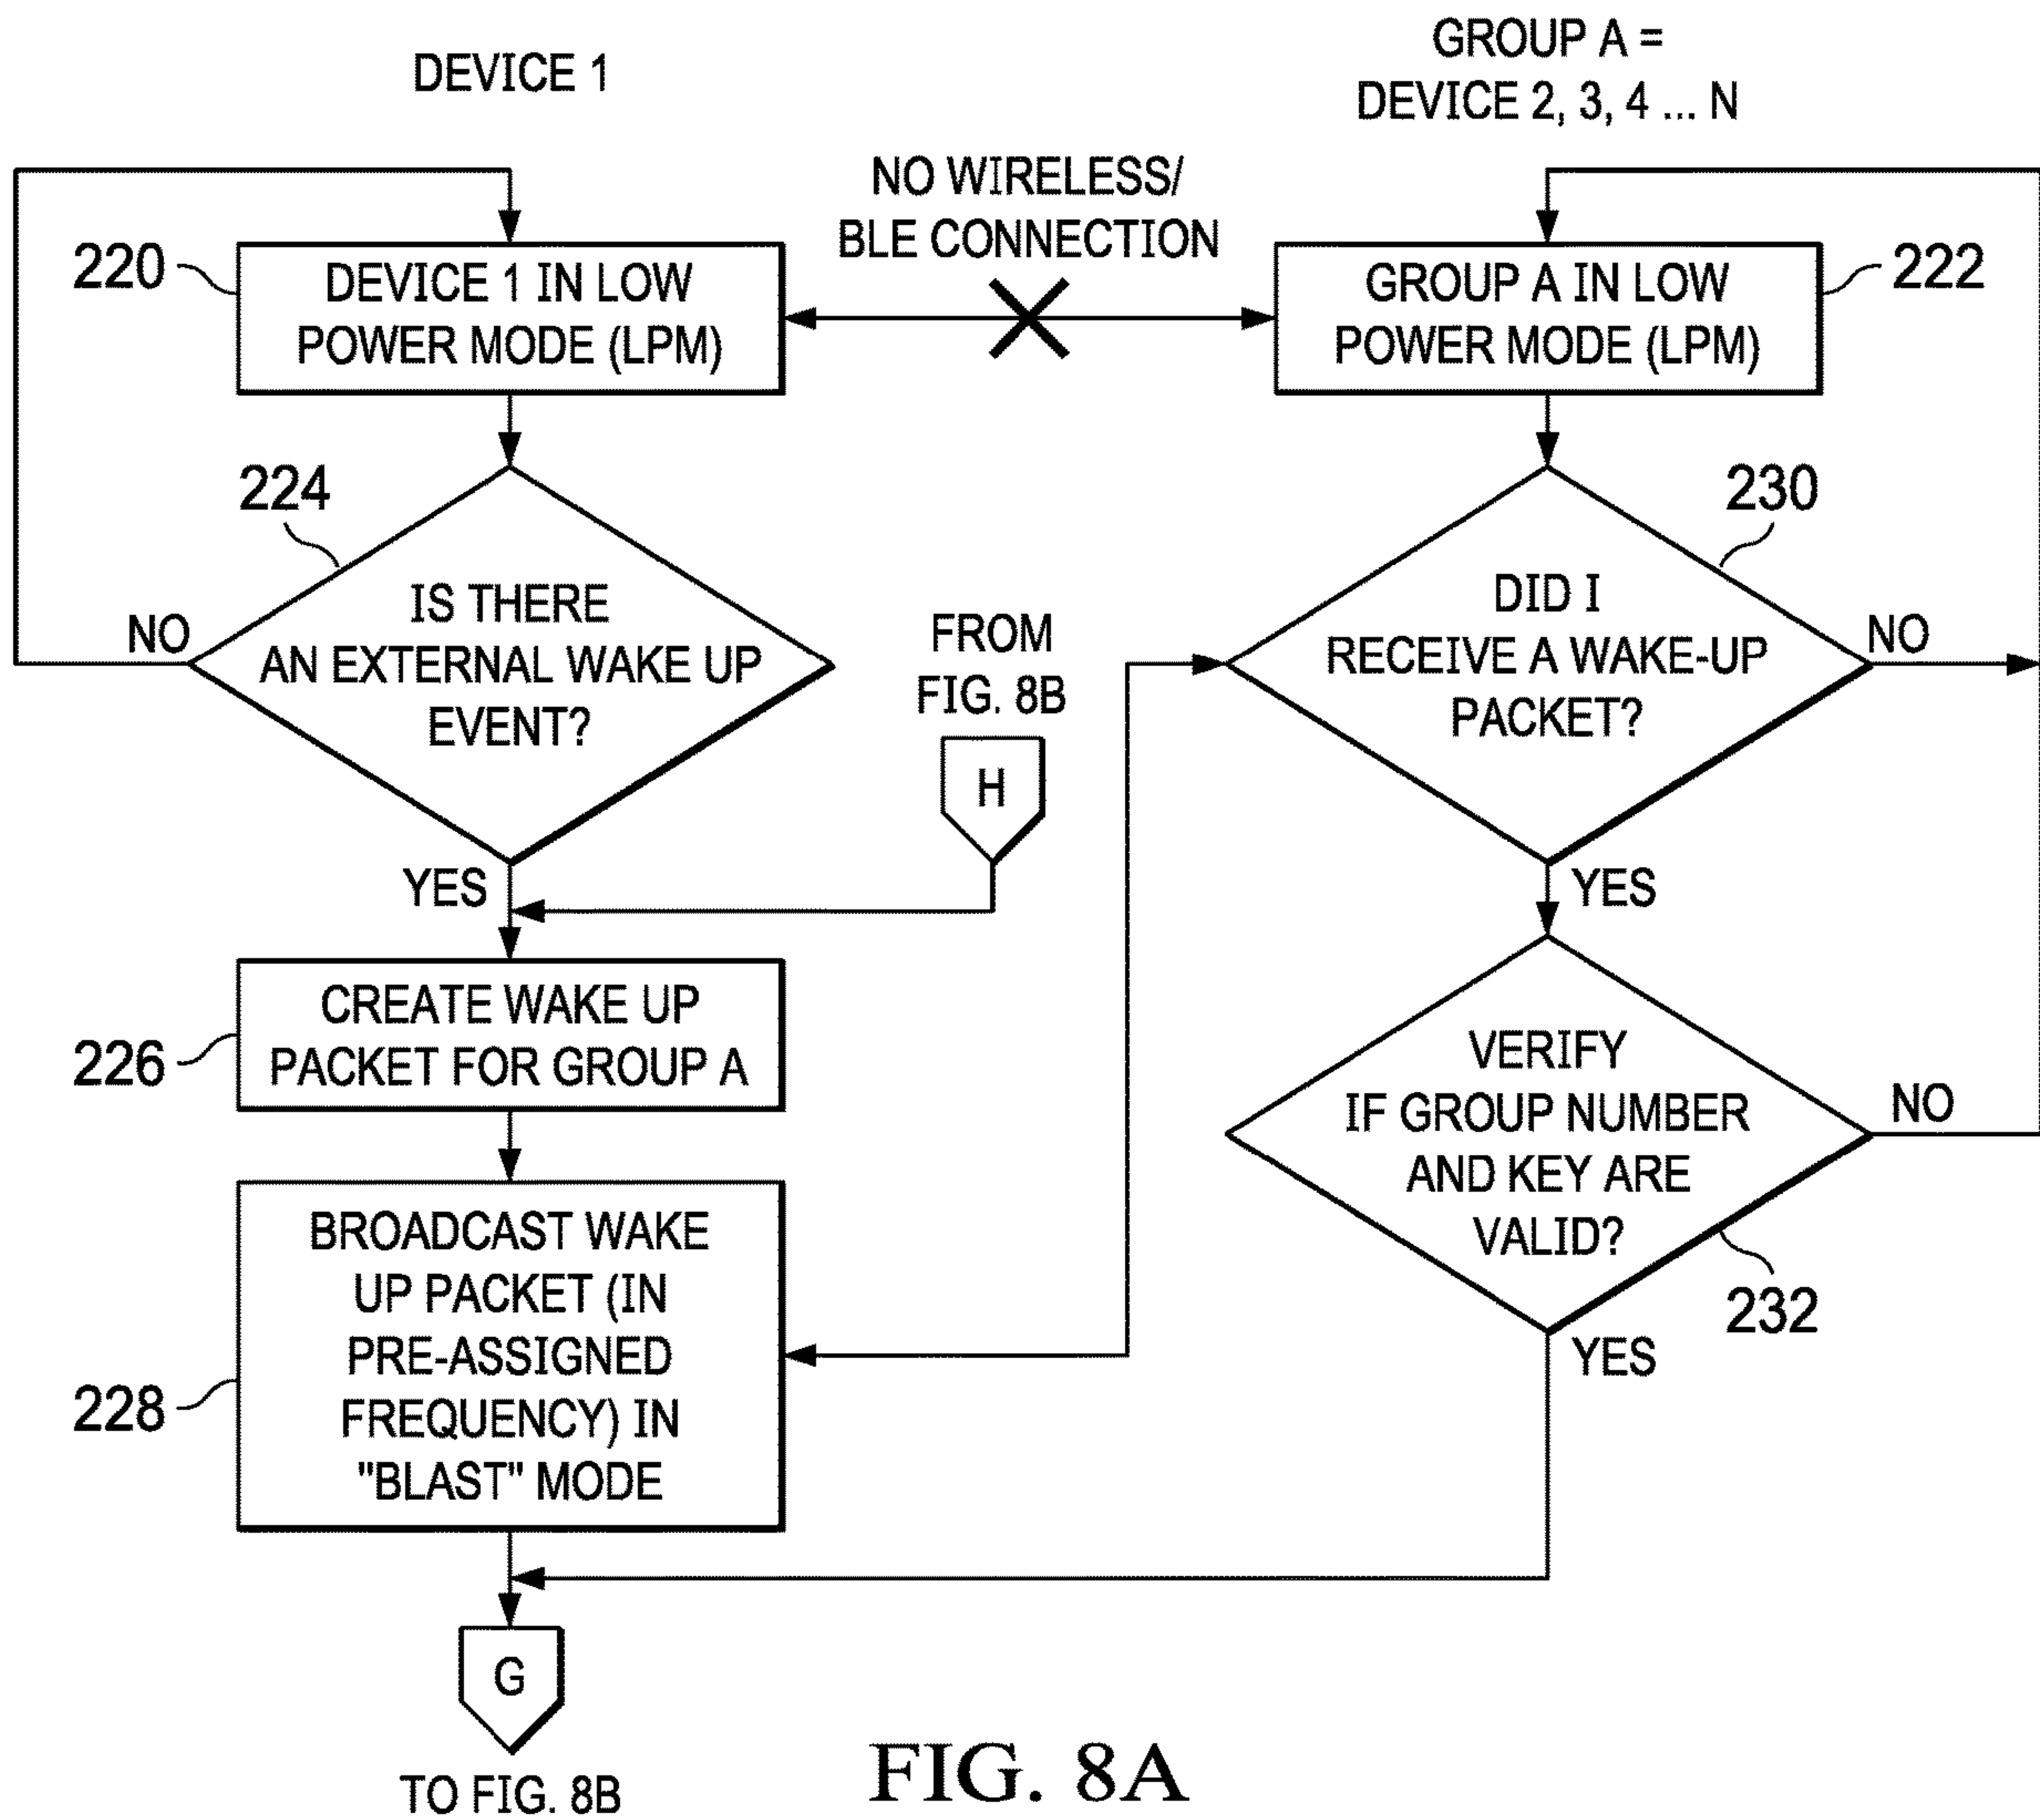 DEVICE 1
GROUP A =
DEVICE 2, 3, 4 ... N
NO WIRELESS/
BLE CONNECTION
220
DEVICE 1 IN LOW
POWER MODE (LPM)
GROUP A IN LOW
POWER MODE (LPM)
222
224
IS THERE
AN EXTERNAL WAKE UP
EVENT?
NO
YES
FROM
FIG. 8B
H
230
DID I
RECEIVE A WAKE-UP
PACKET?
NO
YES
226
CREATE WAKE UP
PACKET FOR GROUP A
VERIFY
IF GROUP NUMBER
AND KEY ARE
VALID?
NO
232
YES
228
BROADCAST WAKE
UP PACKET (IN
PRE-ASSIGNED
FREQUENCY) IN
"BLAST" MODE
G
TO FIG. 8B
FIG. 8A